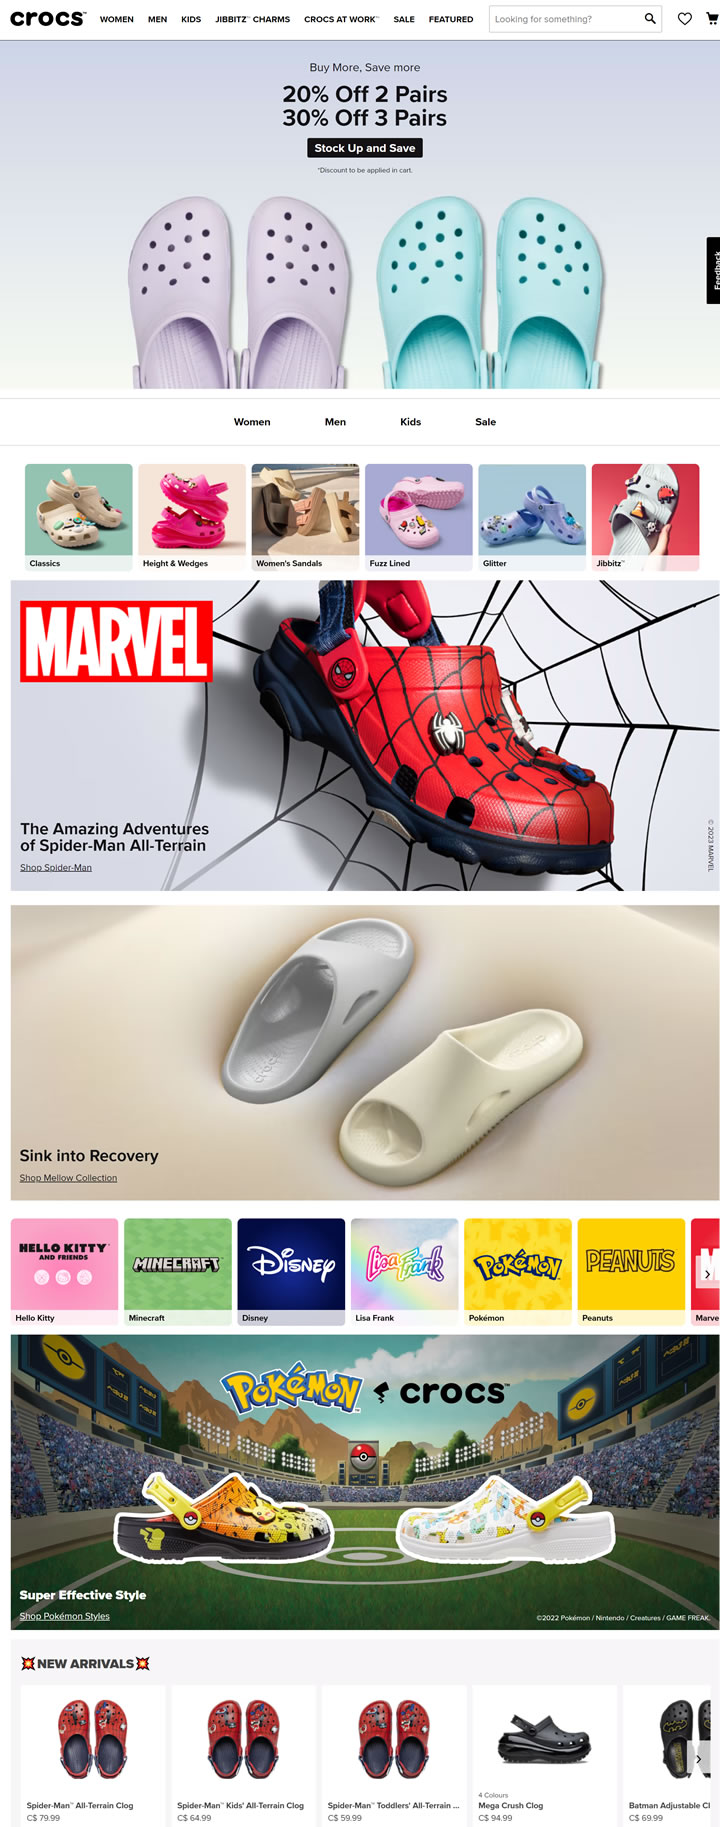 crocs™
WOMEN MEN KIDS JIBBITZ™ CHARMS CROCS AT WORK™ SALE FEATURED
Looking for something?
Buy More, Save more
20% Off 2 Pairs
30% Off 3 Pairs
Stock Up and Save
*Discount to be applied in cart.
Feedback
Women Men Kids Sale
Classics
Height & Wedges
Women's Sandals
Fuzz Lined
Glitter
Jibbitz™
MARVEL
The Amazing Adventures
of Spider-Man All-Terrain
Shop Spider-Man
© 2023 MARVEL
Sink into Recovery
Shop Mellow Collection
HELLO KITTY
AND FRIENDS
Hello Kitty
MINECRAFT
Minecraft
Disney
Disney
Lisa Frank
Lisa Frank
POKéMON
Pokémon
PEANUTS
Peanuts
M
Marve
POKéMON
crocs™
Super Effective Style
Shop Pokémon Styles
©2022 Pokémon / Nintendo / Creatures / GAME FREAK.
💥NEW ARRIVALS💥
Spider-Man™ All-Terrain Clog
C$ 79.99
Spider-Man™ Kids' All-Terrain Clog
C$ 64.99
Spider-Man™ Toddlers' All-Terrain ...
C$ 59.99
4 Colours
Mega Crush Clog
C$ 94.99
Batman Adjustable Cl
C$ 69.99